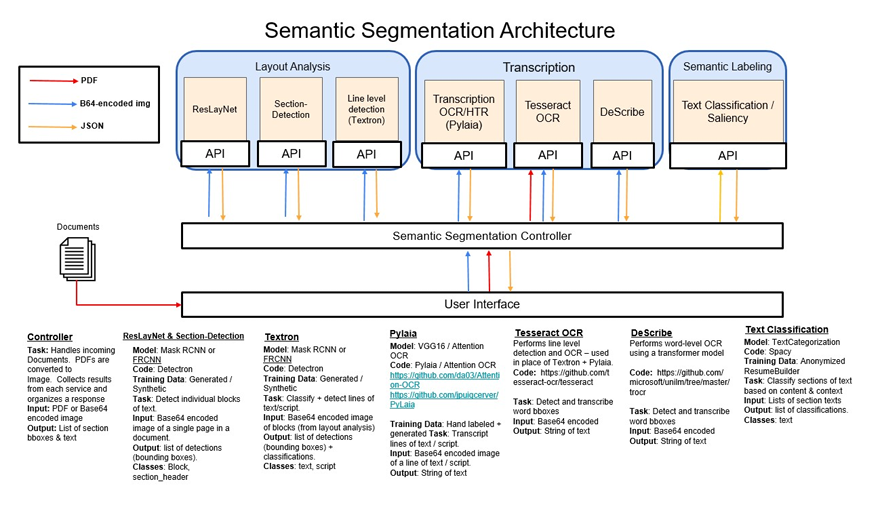 Semantic Segmentation Architecture
PDF
B64-encoded img
JSON
Layout Analysis
ResLayNet
Section-
Detection
Line level
detection
(Textron)
API
API
API
Transcription
Transcription
OCR/HTR
(Pylaia)
Tesseract
OCR
DeScribe
API
API
API
Semantic Labeling
Text Classification /
Saliency
API
Documents
Semantic Segmentation Controller
User Interface
Controller
Task: Handles incoming
Documents. PDFs are
converted to
Image. Collects results
from each service and
organizes a response
Input: PDF or Base64
encoded image
Output: List of section
bboxes & text
ResLayNet & Section-Detection
Model: Mask RCNN or
FRCNN
Code: Detectron
Training Data: Generated /
Synthetic
Task: Detect individual blocks
of text.
Input: Base64 encoded
image of a single page in a
document.
Output: list of detections
(bounding boxes).
Classes: Block,
section_header
Textron
Model: Mask RCNN or
FRCNN
Code: Detectron
Training Data: Generated /
Synthetic
Task: Classify + detect lines of
text/script.
Input: Base64 encoded image
of blocks (from layout analysis)
Output: list of detections
(bounding boxes) +
classifications.
Classes: text, script
Pylaia
Model: VGG16 / Attention
OCR
Code: Pylaia / Attention OCR
https://github.com/da03/Attenti
on-OCR
https://github.com/jpuigcerver/
PyLaia
Training Data: Hand labeled +
generated Task: Transcript
lines of text / script.
Input: Base64 encoded image
of a line of text / script.
Output: String of text
Tesseract OCR
Performs line level
detection and OCR – used
in place of Textron + Pylaia.
Code: https://github.com/t
esseract-ocr/tesseract
Task: Detect and transcribe
word bboxes
Input: Base64 encoded
Output: String of text
DeScribe
Performs word-level OCR
using a transformer model
Code: https://github.com/
microsoft/unilm/tree/master/
trocr
Task: Detect and transcribe
word bboxes
Input: Base64 encoded
Output: String of text
Text Classification
Model: TextCategorization
Code: Spacy
Training Data: Anonymized
ResumeBuilder
Task: Classify sections of text
based on content & context
Input: Lists of section texts
Output: list of classifications.
Classes: text